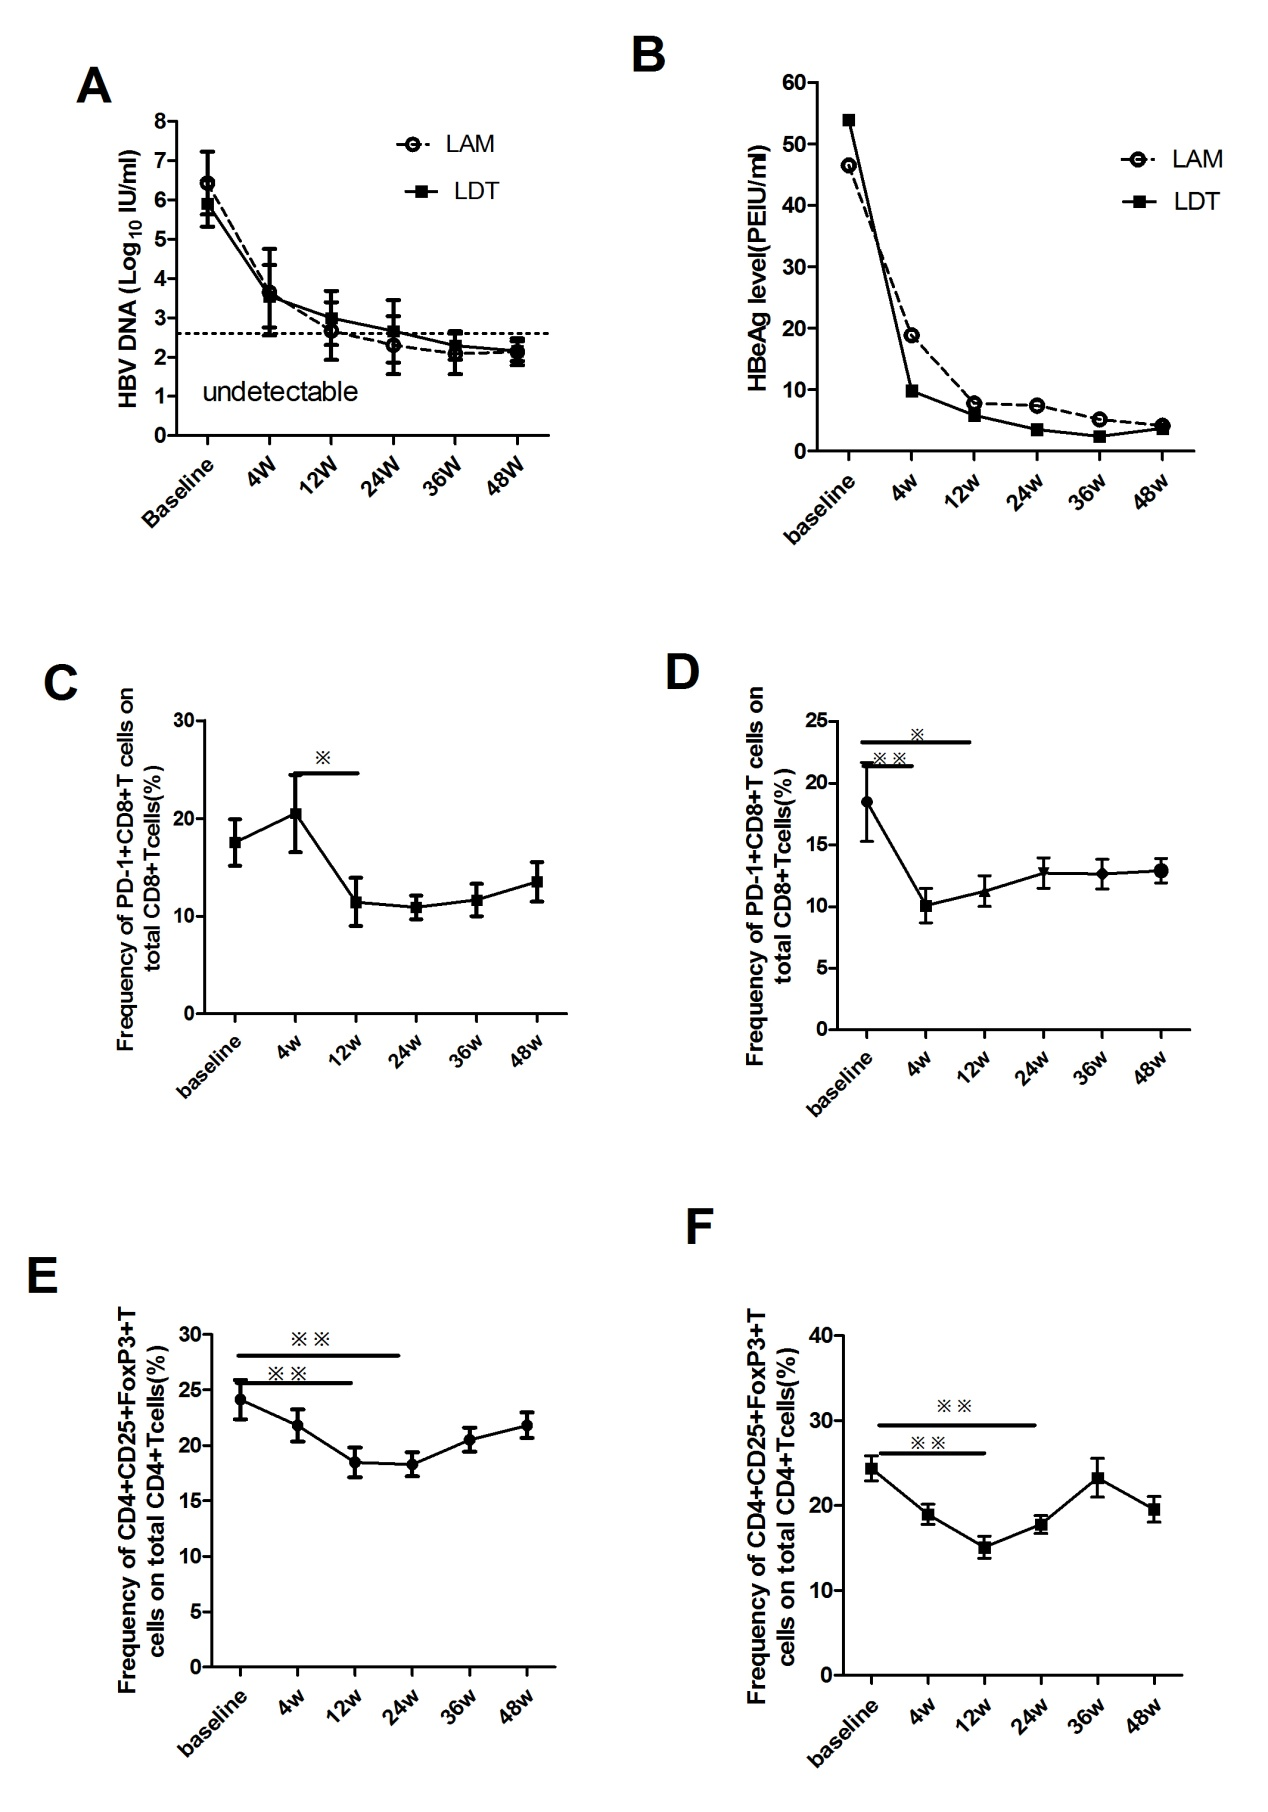 A
HBV DNA (Log10 IU/ml)
8
7
6
5
4
3
2
1
0
LAM
LDT
undetectable
Baseline
4W
12W
24W
36W
48W
B
HBeAg level(PEIU/ml)
60
50
40
30
20
10
0
LAM
LDT
baseline
4w
12w
24w
36w
48w
C
Frequency of PD-1+CD8+T cells on
total CD8+Tcells(%)
30
20
10
0
※
baseline
4w
12w
24w
36w
48w
D
Frequency of PD-1+CD8+T cells on
total CD8+Tcells(%)
25
20
15
10
5
0
※
※※
baseline
4w
12w
24w
36w
48w
E
Frequency of CD4+CD25+FoxP3+T
cells on total CD4+Tcells(%)
30
25
20
15
10
5
0
※※
※※
baseline
4w
12w
24w
36w
48w
F
Frequency of CD4+CD25+FoxP3+T
cells on total CD4+Tcells(%)
40
30
20
10
0
※※
※※
baseline
4w
12w
24w
36w
48w